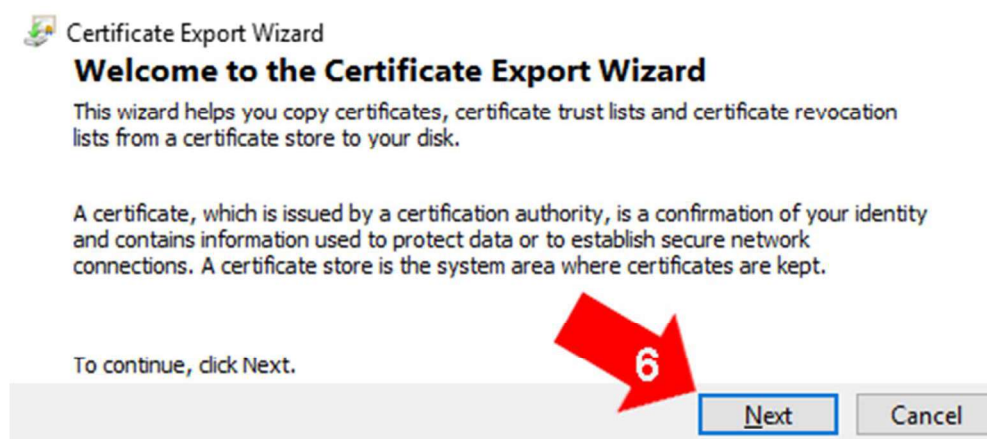 Certificate Export Wizard
Welcome to the Certificate Export Wizard
This wizard helps you copy certificates, certificate trust lists and certificate revocation
lists from a certificate store to your disk.
A certificate, which is issued by a certification authority, is a confirmation of your identity
and contains information used to protect data or to establish secure network
connections. A certificate store is the system area where certificates are kept.
To continue, click Next.
6
Next Cancel